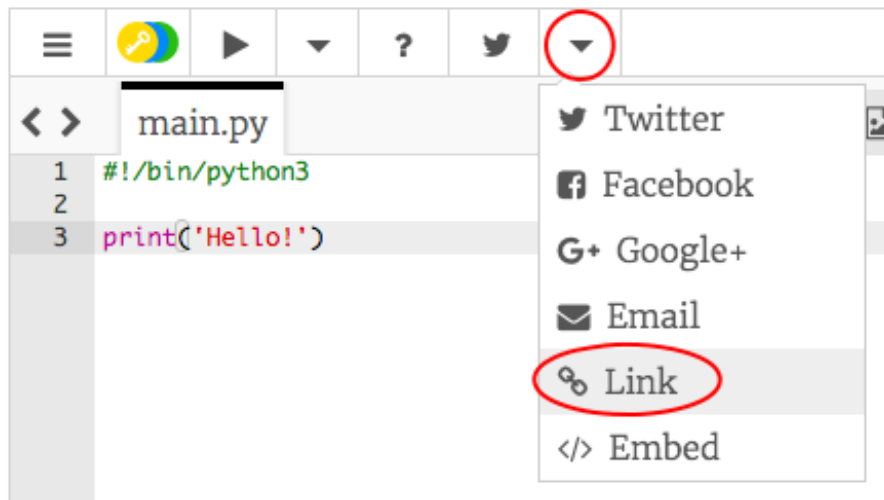 ?
main.py
1 #!/bin/python3
2
3 print('Hello!')
Twitter
Facebook
G+ Google+
Email
Link
</> Embed